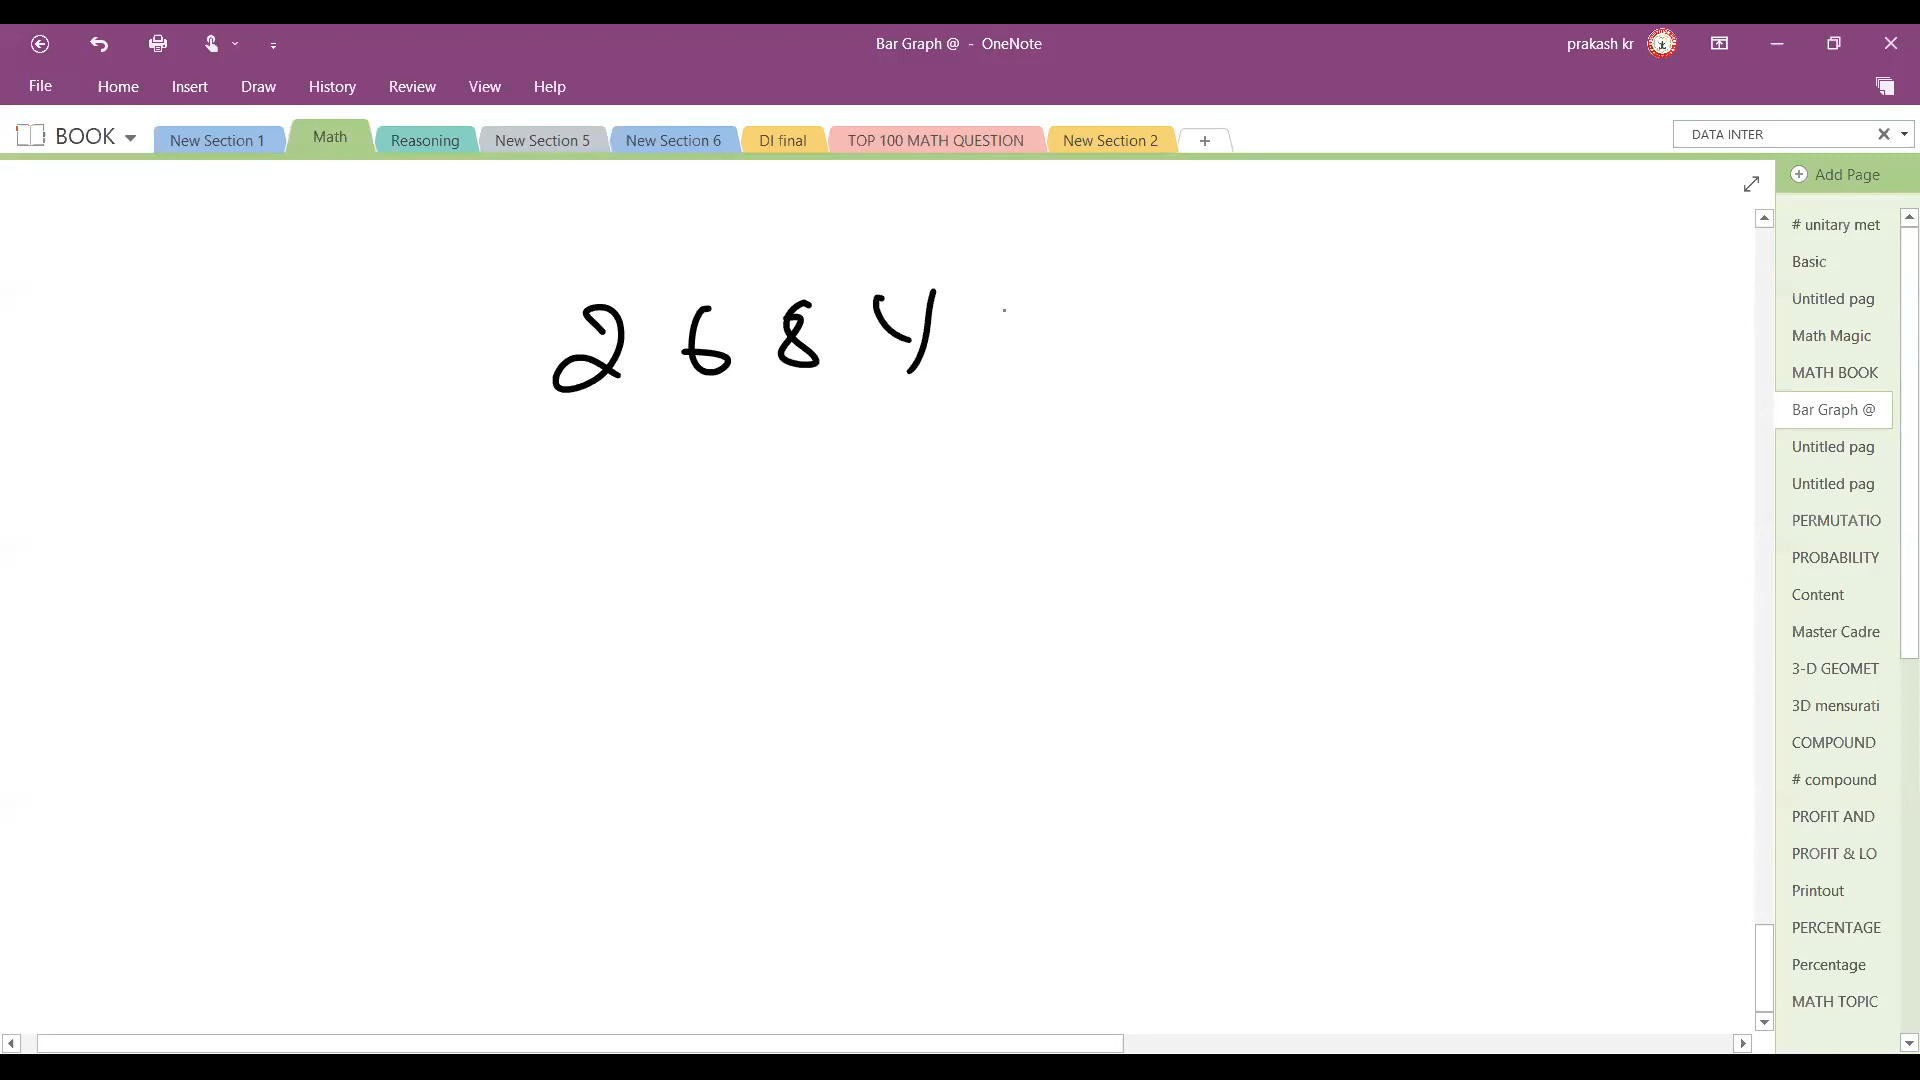 Bar Graph @ - OneNote
prakash kr
File Home Insert Draw History Review View Help
BOOK New Section 1 Math Reasoning New Section 5 New Section 6 DI final TOP 100 MATH QUESTION New Section 2 +
DATA INTER
Add Page
# unitary met
Basic
Untitled pag
Math Magic
MATH BOOK
Bar Graph @
Untitled pag
Untitled pag
PERMUTATIO
PROBABILITY
Content
Master Cadre
3-D GEOMET
3D mensurati
COMPOUND
# compound
PROFIT AND
PROFIT & LO
Printout
PERCENTAGE
Percentage
MATH TOPIC
2 6 8 4